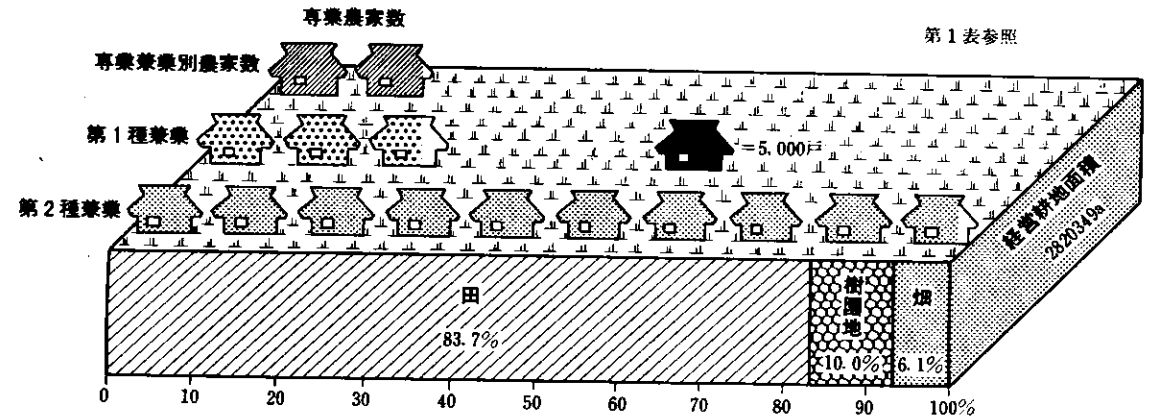 専業農家数
第1表参照
専業兼業別農家数
第1種兼業
=5,000戸
第2種兼業
経営耕地面積
2820349a
田
83.7%
樹園地
10.0%
畑
6.1%
0 10 20 30 40 50 60 70 80 90 100%